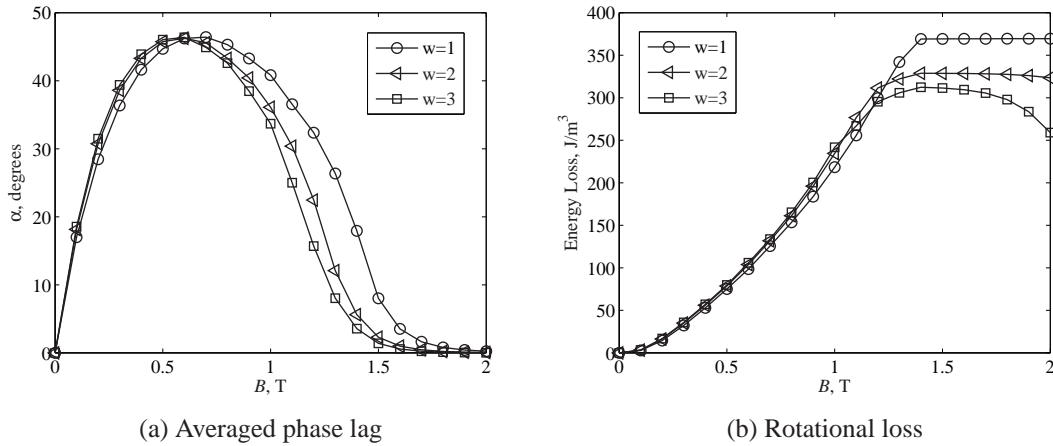 50
40
30
20
10
0
α, degrees
w=1
w=2
w=3
0
0.5
1
1.5
2
B, T
(a) Averaged phase lag
400
350
300
250
200
150
100
50
0
Energy Loss, J/m³
w=1
w=2
w=3
0
0.5
1
1.5
2
B, T
(b) Rotational loss